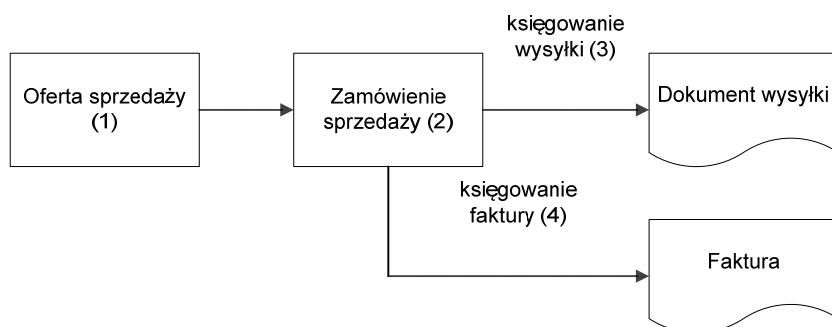 księgowanie
wysyłki (3)
Oferta sprzedaży
(1)
Zamówienie
sprzedaży (2)
Dokument wysyłki
księgowanie
faktury (4)
Faktura